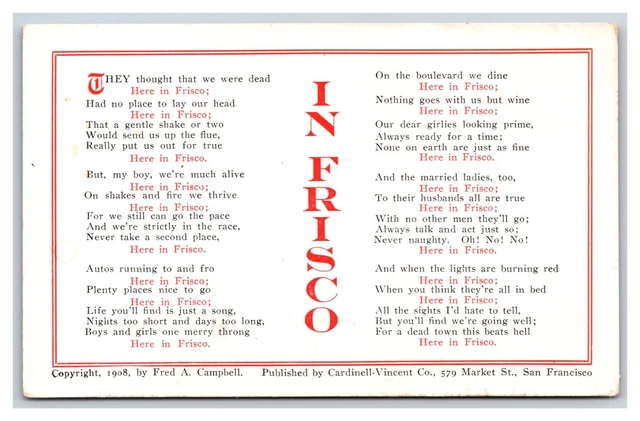 THEY thought that we were dead
Here in Frisco;
Had no place to lay our head
Here in Frisco;
That a gentle shake or two
Would send us up the flue,
Really put us out for true
Here in Frisco.
But, my boy, we're much alive
Here in Frisco;
On shakes and fire we thrive
Here in Frisco;
For we still can go the pace
And we're strictly in the race,
Never take a second place,
Here in Frisco.
Autos running to and fro
Here in Frisco;
Plenty places nice to go
Here in Frisco;
Life you'll find is just a song,
Nights too short and days too long,
Boys and girls one merry throng
Here in Frisco.
IN FRISCO
On the boulevard we dine
Here in Frisco;
Nothing goes with us but wine
Here in Frisco;
Our dear girlies looking prime,
Always ready for a time;
None on earth are just as fine
Here in Frisco.
And the married ladies, too,
Here in Frisco;
To their husbands all are true
Here in Frisco;
With no other men they'll go;
Always talk and act just so;
Never naughty. Oh! No! No!
Here in Frisco.
And when the lights are burning red
Here in Frisco;
When you think they're all in bed
Here in Frisco;
All the sights I'd hate to tell,
But you'll find we're going well;
For a dead town this beats hell
Here in Frisco.
Copyright, 1908, by Fred A. Campbell. Published by Cardinell-Vincent Co., 579 Market St., San Francisco